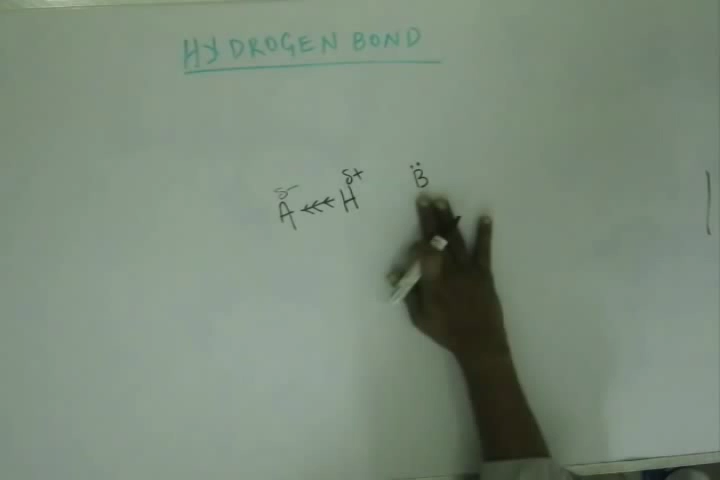 HYDROGEN BOND
δ- δ+ ..
A H B